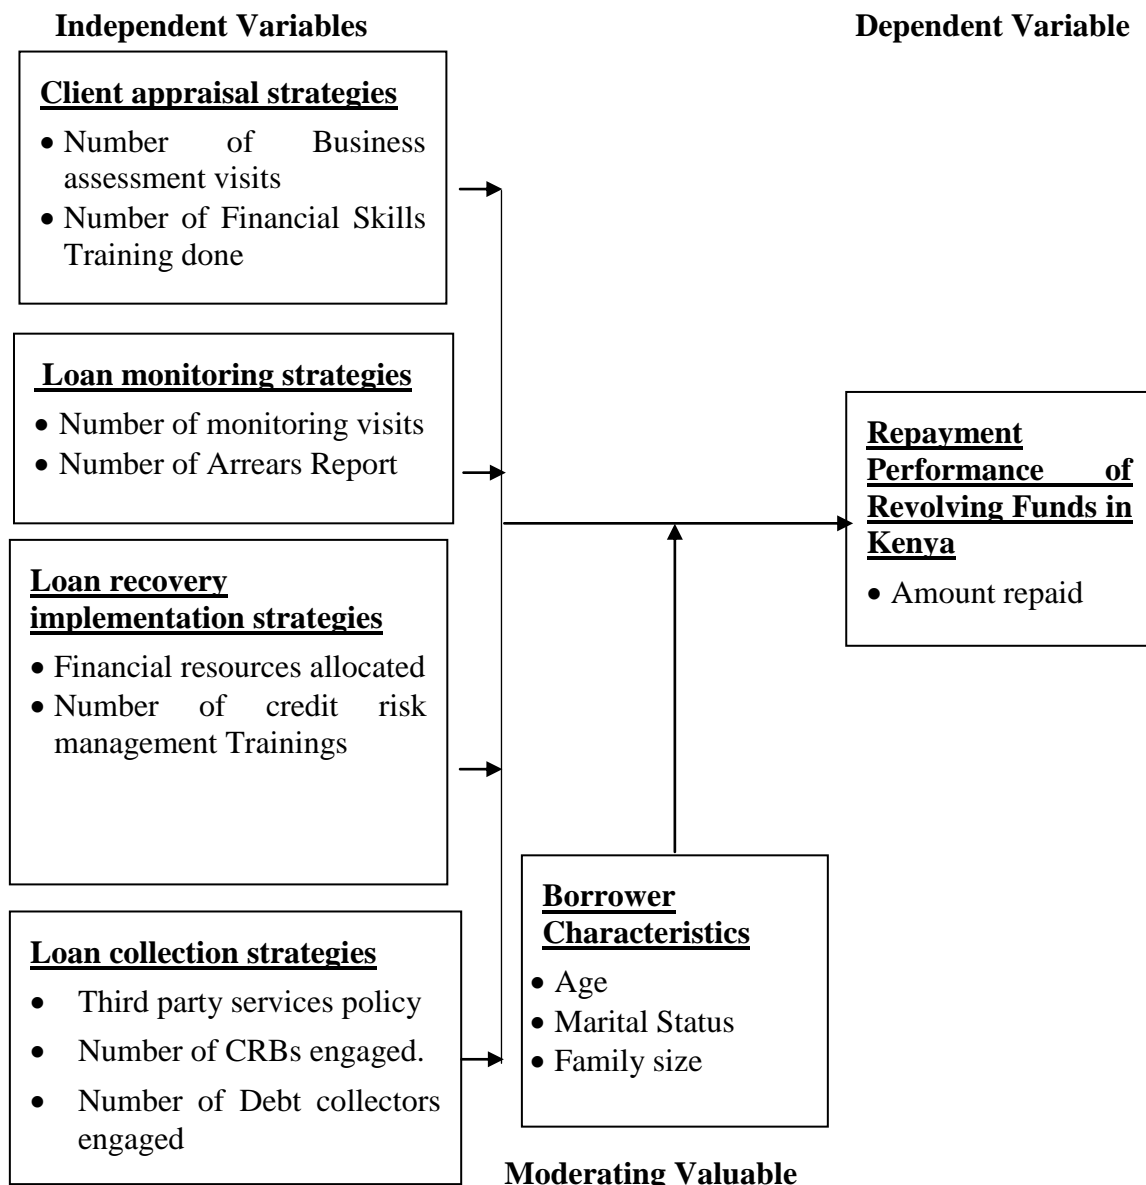 Independent Variables
Dependent Variable
Client appraisal strategies
• Number of Business
assessment visits
• Number of Financial Skills
Training done
Loan monitoring strategies
• Number of monitoring visits
• Number of Arrears Report
Loan recovery
implementation strategies
• Financial resources allocated
• Number of credit risk
management Trainings
Loan collection strategies
• Third party services policy
• Number of CRBs engaged.
• Number of Debt collectors
engaged
Borrower
Characteristics
• Age
• Marital Status
• Family size
Moderating Valuable
Repayment
Performance of
Revolving Funds in
Kenya
• Amount repaid